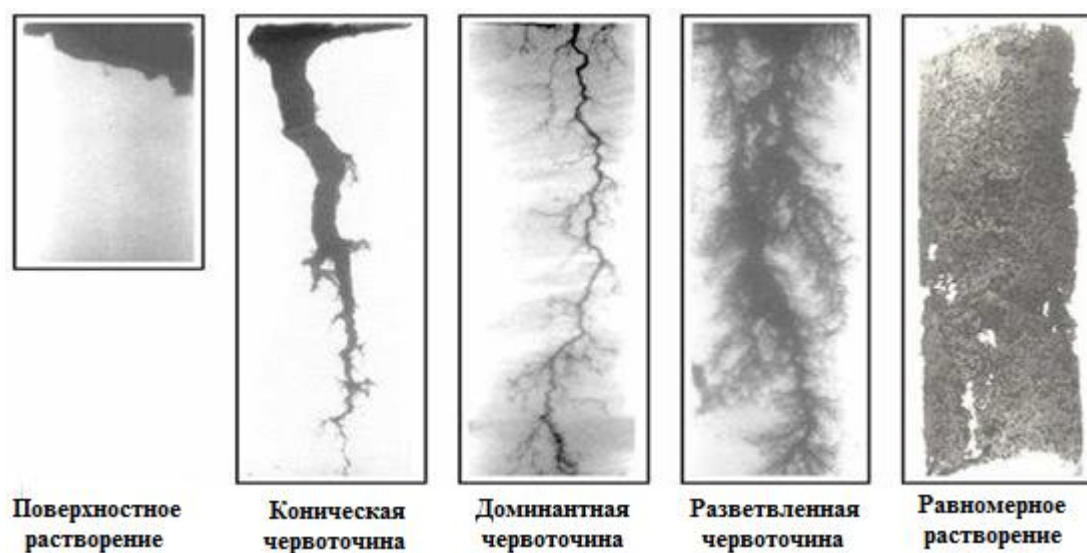 Поверхностное
растворение
Коническая
червоточина
Доминантная
червоточина
Разветвленная
червоточина
Равномерное
растворение